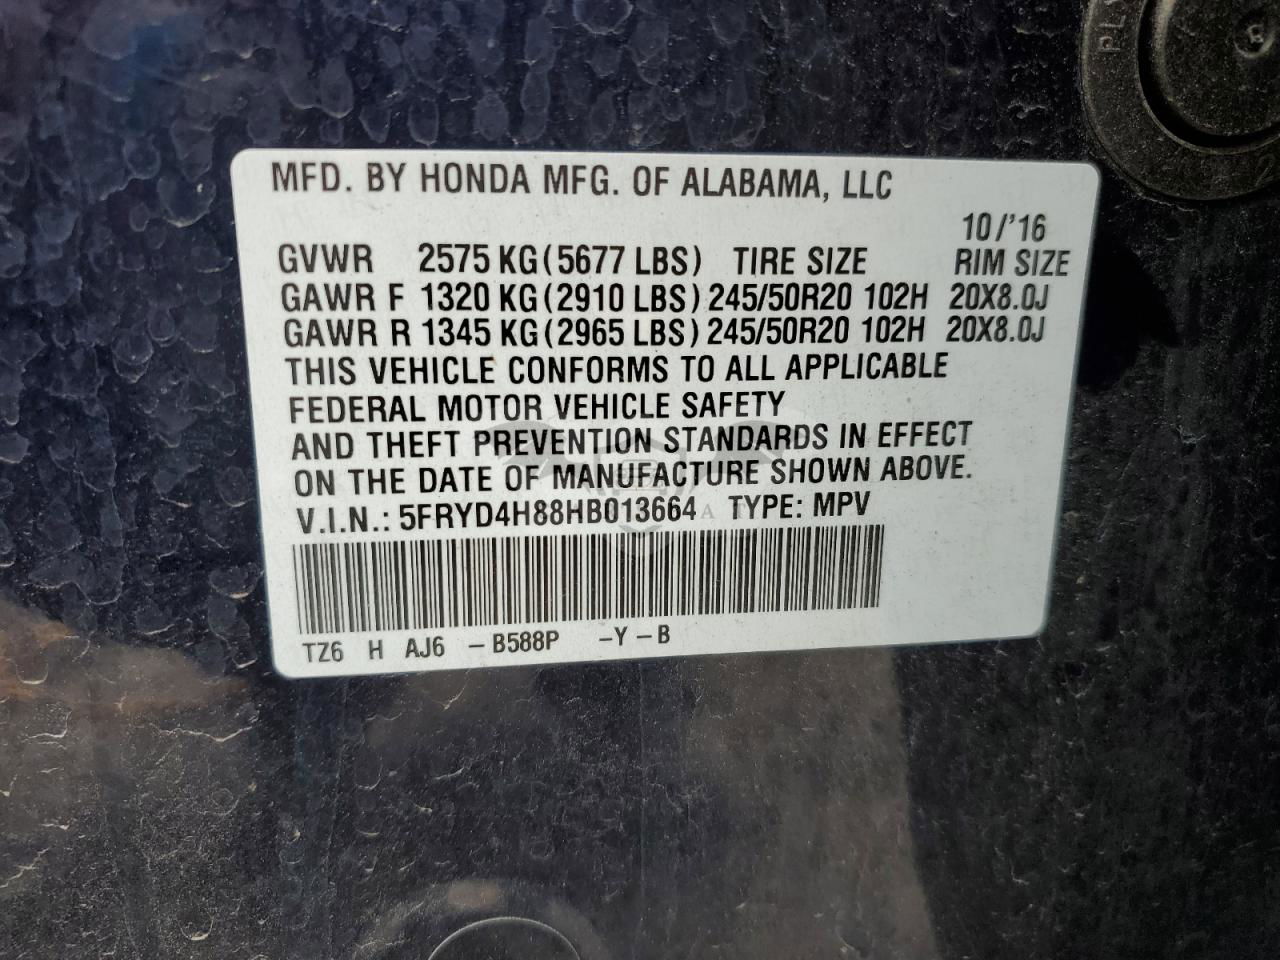 MFD. BY HONDA MFG. OF ALABAMA, LLC
10/'16
GVWR 2575 KG(5677 LBS) TIRE SIZE RIM SIZE
GAWR F 1320 KG(2910 LBS) 245/50R20 102H 20X8.0J
GAWR R 1345 KG(2965 LBS) 245/50R20 102H 20X8.0J
THIS VEHICLE CONFORMS TO ALL APPLICABLE
FEDERAL MOTOR VEHICLE SAFETY
AND THEFT PREVENTION STANDARDS IN EFFECT
ON THE DATE OF MANUFACTURE SHOWN ABOVE.
V.I.N.: 5FRYD4H88HB013664 TYPE: MPV
TZ6 H AJ6 -B588P -Y-B